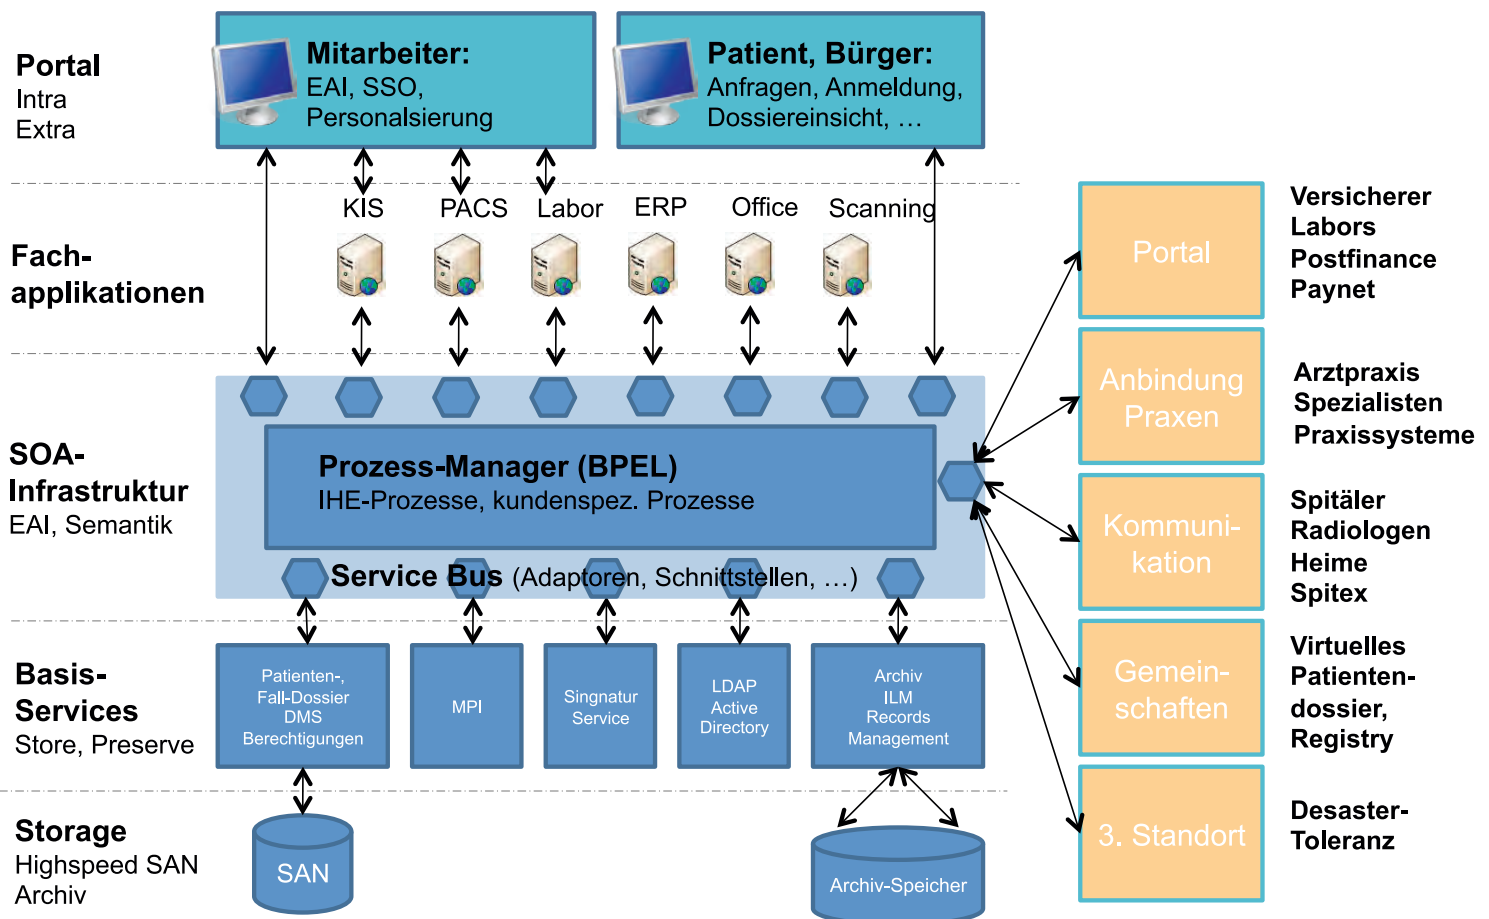 Portal
Intra
Extra
Mitarbeiter:
EAI, SSO,
Personalsierung
Patient, Bürger:
Anfragen, Anmeldung,
Dossiereinsicht, …
Fach-
applikationen
KIS
PACS
Labor
ERP
Office
Scanning
SOA-
Infrastruktur
EAI, Semantik
Prozess-Manager (BPEL)
IHE-Prozesse, kundenspez. Prozesse
Service Bus (Adaptoren, Schnittstellen, …)
Basis-
Services
Store, Preserve
Patienten-,
Fall-Dossier
DMS
Berechtigungen
MPI
Singnatur
Service
LDAP
Active
Directory
Archiv
ILM
Records
Management
Storage
Highspeed SAN
Archiv
SAN
Archiv-Speicher
Portal
Versicherer
Labors
Postfinance
Paynet
Anbindung
Praxen
Arztpraxis
Spezialisten
Praxissysteme
Kommuni-
kation
Spitäler
Radiologen
Heime
Spitex
Gemein-
schaften
Virtuelles
Patienten-
dossier,
Registry
3. Standort
Desaster-
Toleranz